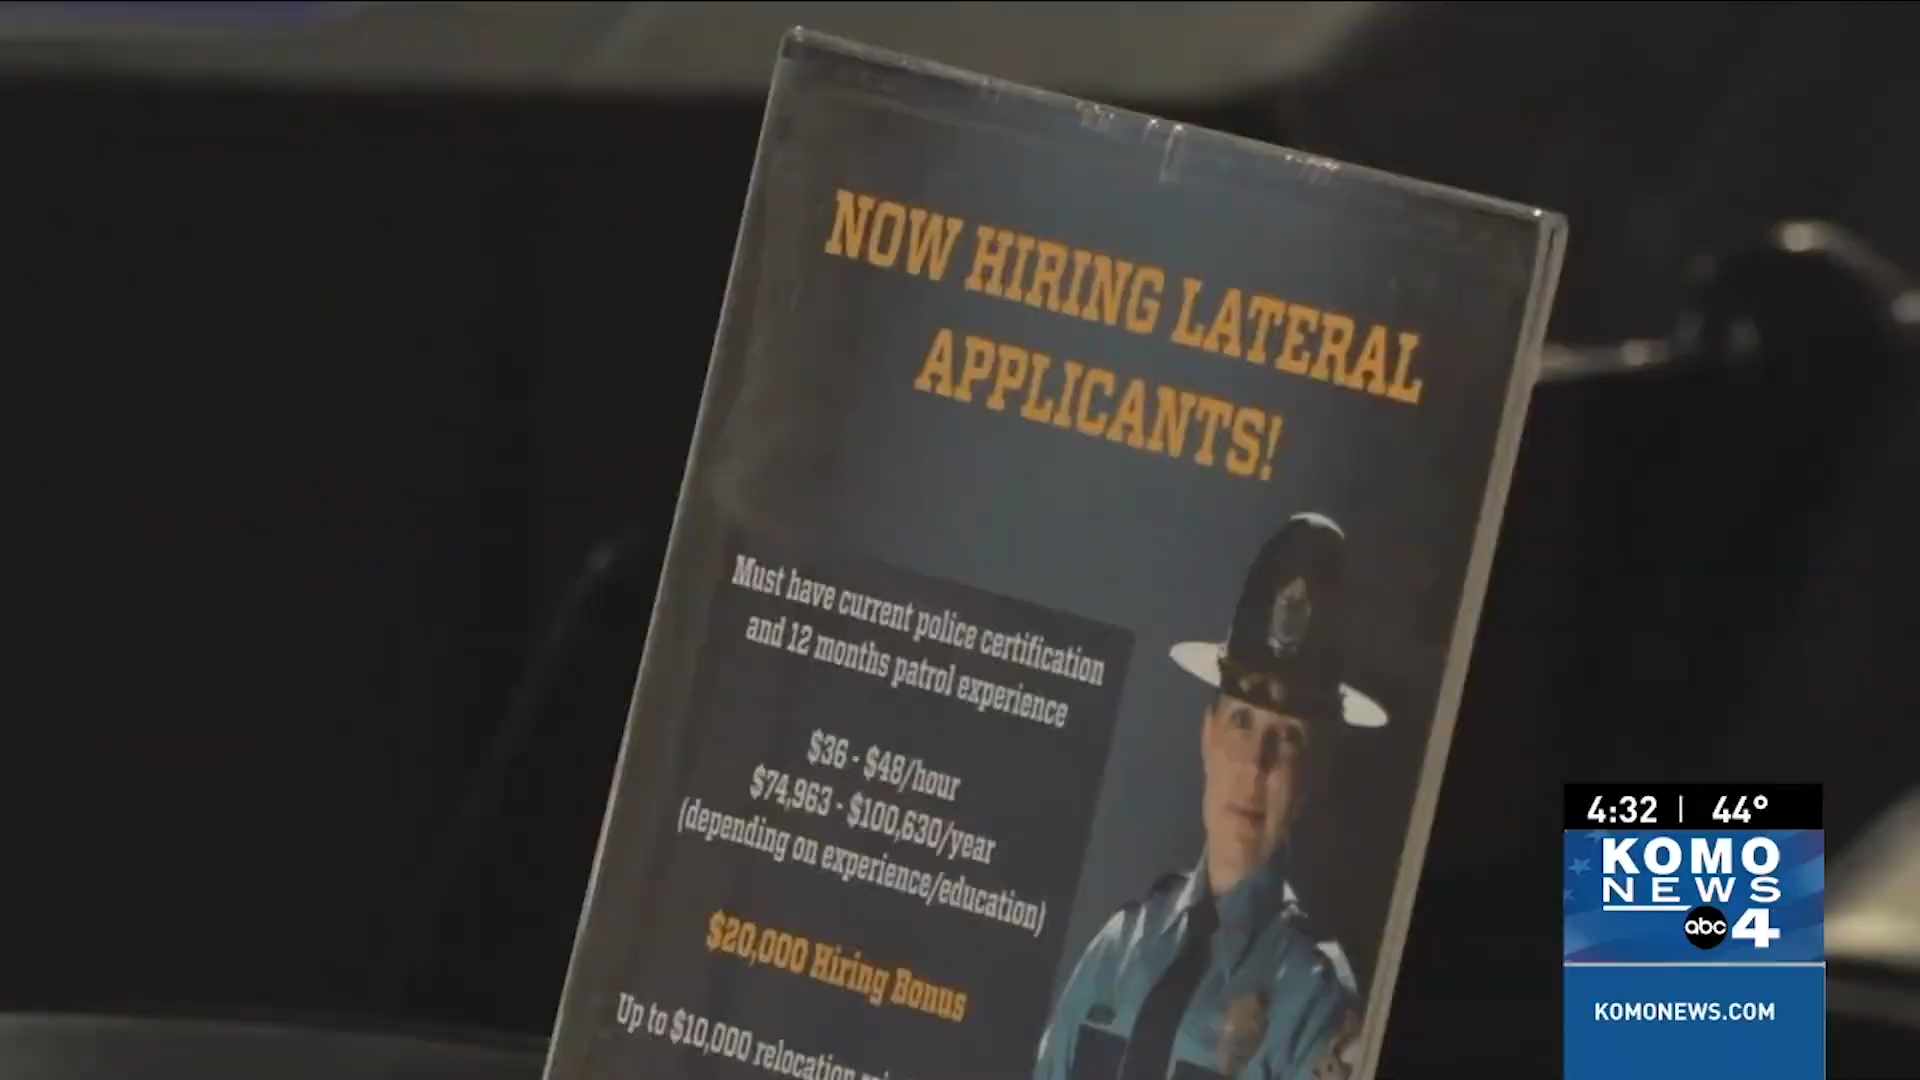 NOW HIRING LATERAL
APPLICANTS!
Must have current police certification
and 12 months patrol experience
$36 - $48/hour
$74,963 - $100,630/year
(depending on experience/education)
$20,000 Hiring Bonus
Up to $10,000 relocation
4:32 | 44°
KOMO
NEWS
abc 4
KOMONEWS.COM